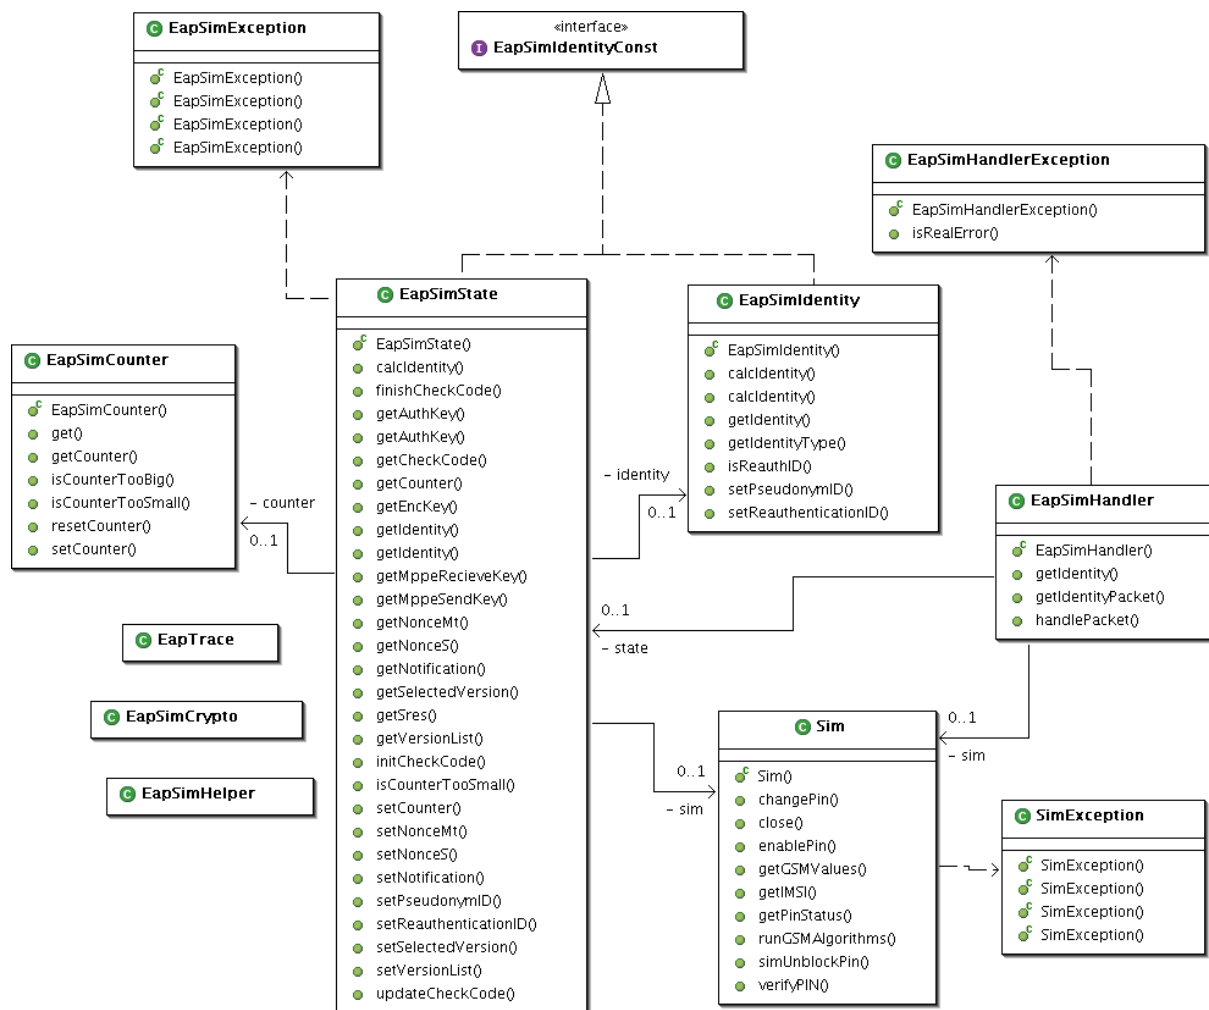 EapSimException
EapSimException()
EapSimException()
EapSimException()
EapSimException()
«interface»
EapSimIdentityConst
EapSimHandlerException
EapSimHandlerException()
isRealError()
EapSimState
EapSimState()
calcIdentity()
finishCheckCode()
getAuthKey()
getAuthKey()
getCheckCode()
getCounter()
getEncKey()
getIdentity()
getIdentity()
getMppeRecieveKey()
getMppeSendKey()
getNonceMt()
getNonceS()
getNotification()
getSelectedVersion()
getSres()
getVersionList()
initCheckCode()
isCounterTooSmall()
setCounter()
setNonceMt()
setNonceS()
setNotification()
setPseudonymID()
setReauthenticationID()
setSelectedVersion()
setVersionList()
updateCheckCode()
EapSimIdentity
EapSimIdentity()
calcIdentity()
calcIdentity()
getIdentity()
getIdentityType()
isReauthID()
setPseudonymID()
setReauthenticationID()
EapSimCounter
EapSimCounter()
get()
getCounter()
isCounterTooBig()
isCounterTooSmall()
resetCounter()
setCounter()
– counter
0..1
– identity
0..1
EapSimHandler
EapSimHandler()
getIdentity()
getIdentityPacket()
handlePacket()
0..1
– state
EapTrace
EapSimCrypto
EapSimHelper
0..1
– sim
Sim
Sim()
changePin()
close()
enablePin()
getGSMValues()
getIMSI()
getPinStatus()
runGSMAlgorithms()
simUnblockPin()
verifyPIN()
0..1
– sim
SimException
SimException()
SimException()
SimException()
SimException()